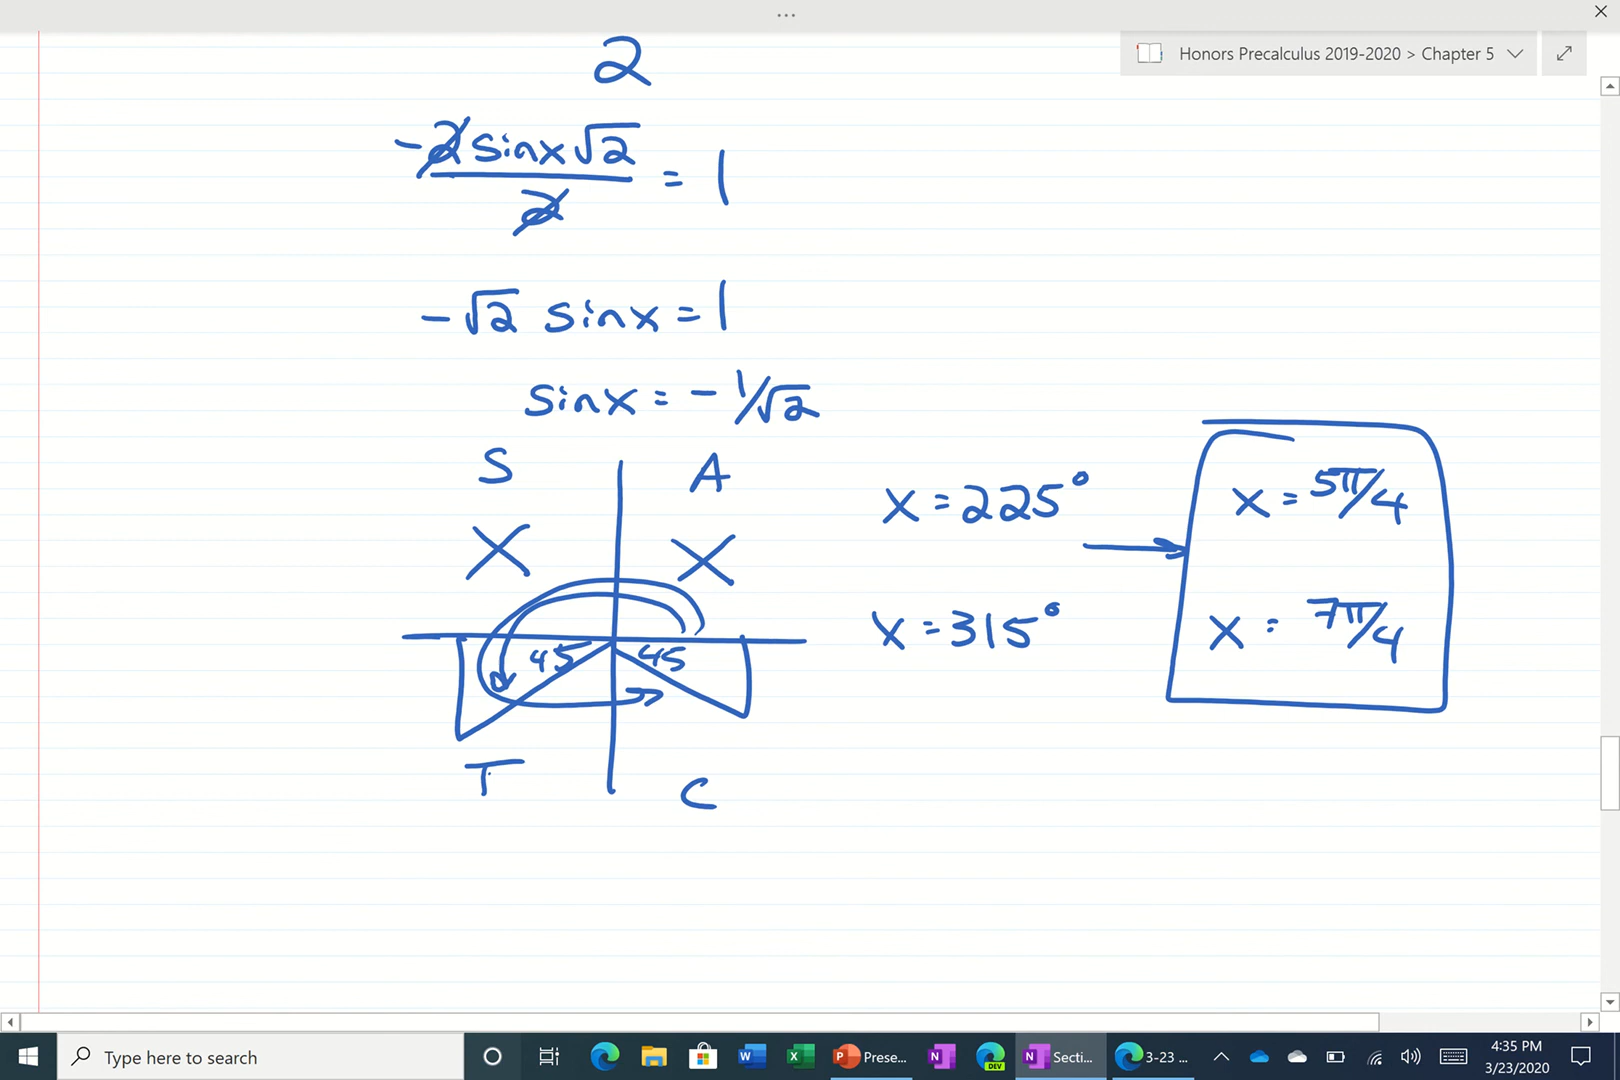 ...
Honors Precalculus 2019-2020 > Chapter 5
2
-2 sinx √2 / 2 = 1
-√2 sinx = 1
sinx = - 1/√2
S A
X X
45 45
T C
x = 225°
x = 315°
x = 5π/4
x = 7π/4
Type here to search
Prese...
Secti...
3-23 ...
4:35 PM
3/23/2020
DEV